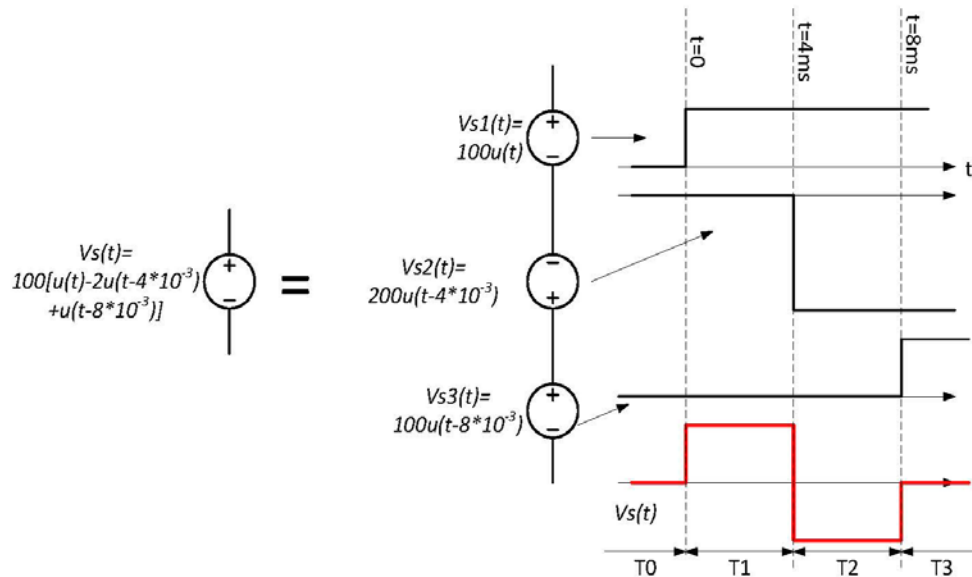 t=0
t=4ms
t=8ms
Vs1(t)=
100u(t)
t
Vs(t)=
100[u(t)-2u(t-4*10⁻³)
+u(t-8*10⁻³)]
+
−
=
Vs2(t)=
200u(t-4*10⁻³)
Vs3(t)=
100u(t-8*10⁻³)
+
−
−
+
+
−
Vs(t)
T0 T1 T2 T3